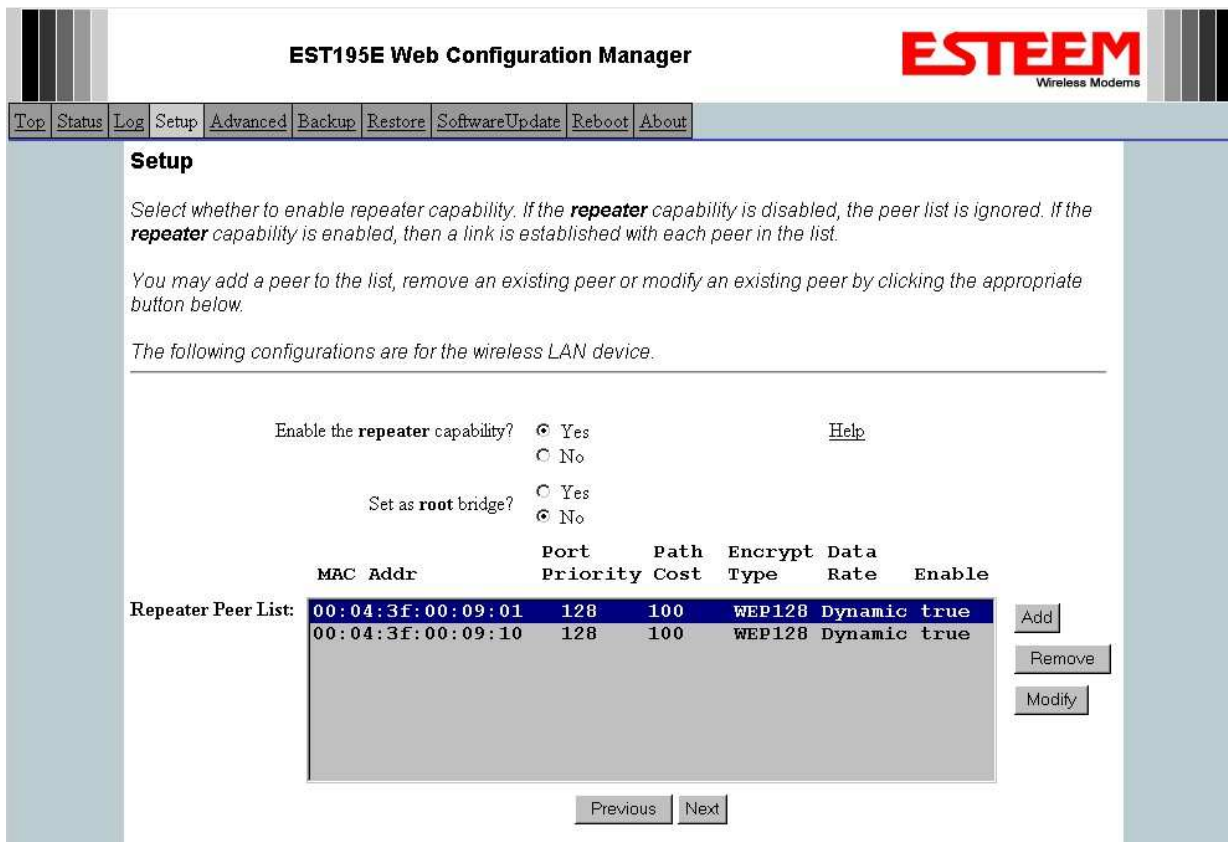 EST195E Web Configuration Manager
ESTEEM
Wireless Modems
Top Status Log Setup Advanced Backup Restore SoftwareUpdate Reboot About
Setup
Select whether to enable repeater capability. If the repeater capability is disabled, the peer list is ignored. If the
repeater capability is enabled, then a link is established with each peer in the list.
You may add a peer to the list, remove an existing peer or modify an existing peer by clicking the appropriate
button below.
The following configurations are for the wireless LAN device.
Enable the repeater capability? Yes Help
No
Set as root bridge? Yes
No
Port Path Encrypt Data
MAC Addr Priority Cost Type Rate Enable
Repeater Peer List: 00:04:3f:00:09:01 128 100 WEP128 Dynamic true
00:04:3f:00:09:10 128 100 WEP128 Dynamic true
Add
Remove
Modify
Previous Next